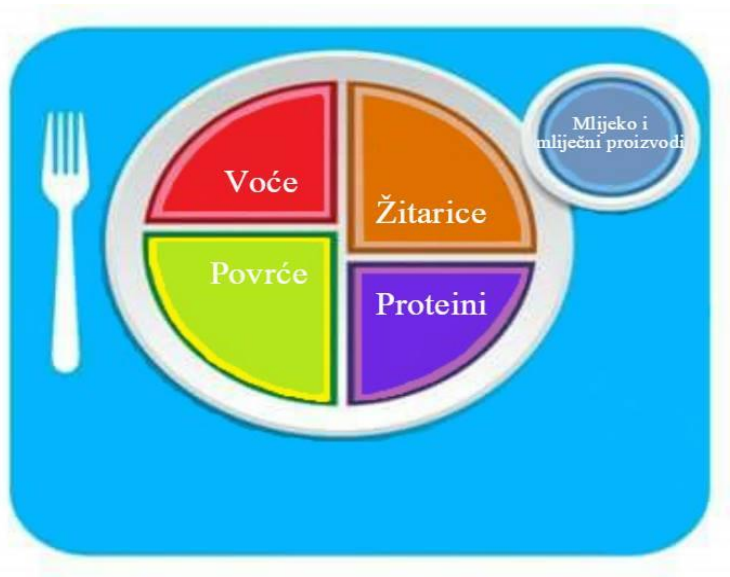 Voće
Žitarice
Povrće
Proteini
Mlijeko i
mliječni proizvodi